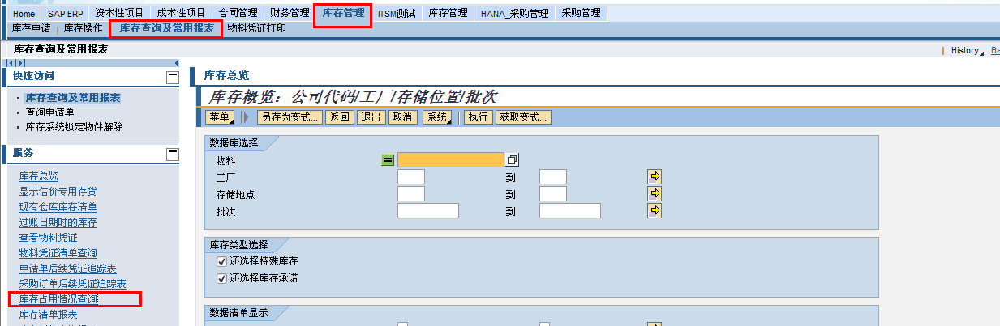 Home SAP ERP 资本性项目 成本性项目 合同管理 财务管理 库存管理 ITSM测试 库存管理 HANA_采购管理 采购管理
库存申请 | 库存操作 库存查询及常用报表 物料凭证打印
库存查询及常用报表
| History Ba
快速访问
库存查询及常用报表
查询申请单
库存系统锁定物件解除
服务
库存总览
显示估价专用存货
现有仓库库存清单
过账日期时的库存
查看物料凭证
物料凭证清单查询
申请单后续凭证追踪表
采购订单后续凭证追踪表
库存占用情况查询
库存清单报表
库存总览
库存概览：公司代码/工厂/存储位置/批次
菜单 另存为变式... 返回 退出 取消 系统 执行 获取变式...
数据库选择
物料
工厂 到
存储地点 到
批次 到
库存类型选择
还选择特殊库存
还选择库存承诺
数据清单显示